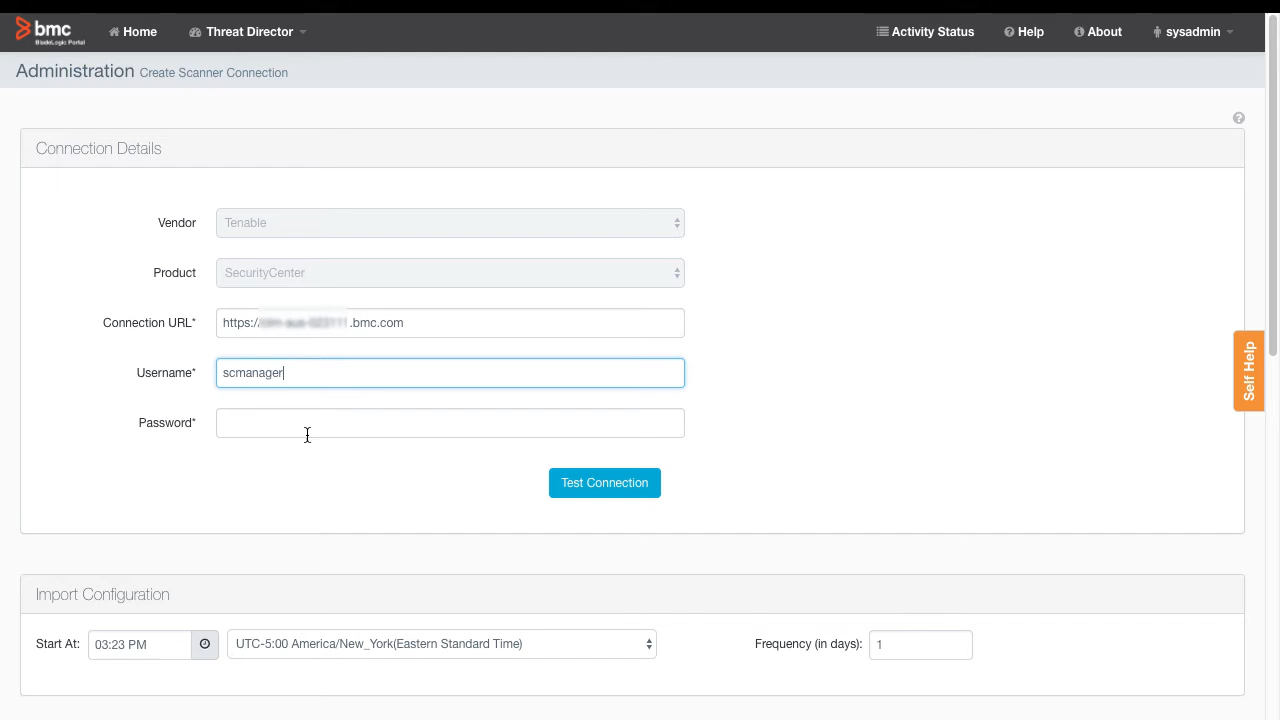 bmc
BladeLogic Portal
Home
Threat Director
Activity Status
Help
About
sysadmin
Administration Create Scanner Connection
Connection Details
Vendor
Tenable
Product
SecurityCenter
Connection URL*
https:/ .bmc.com
Username*
scmanager
Password*
Test Connection
Self Help
Import Configuration
Start At:
03:23 PM
UTC-5:00 America/New_York(Eastern Standard Time)
Frequency (in days):
1